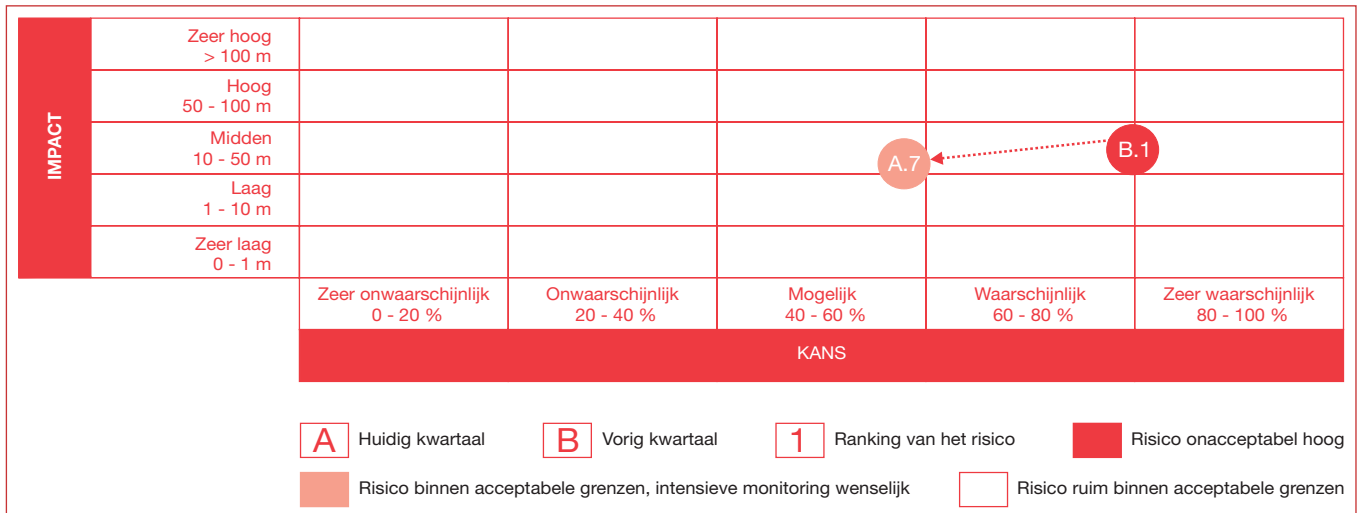 IMPACT
Zeer hoog
> 100 m
Hoog
50 - 100 m
Midden
10 - 50 m
Laag
1 - 10 m
Zeer laag
0 - 1 m
A.7
B.1
Zeer onwaarschijnlijk
0 - 20 %
Onwaarschijnlijk
20 - 40 %
Mogelijk
40 - 60 %
Waarschijnlijk
60 - 80 %
Zeer waarschijnlijk
80 - 100 %
KANS
A Huidig kwartaal
B Vorig kwartaal
1 Ranking van het risico
Risico onacceptabel hoog
Risico binnen acceptabele grenzen, intensieve monitoring wenselijk
Risico ruim binnen acceptabele grenzen